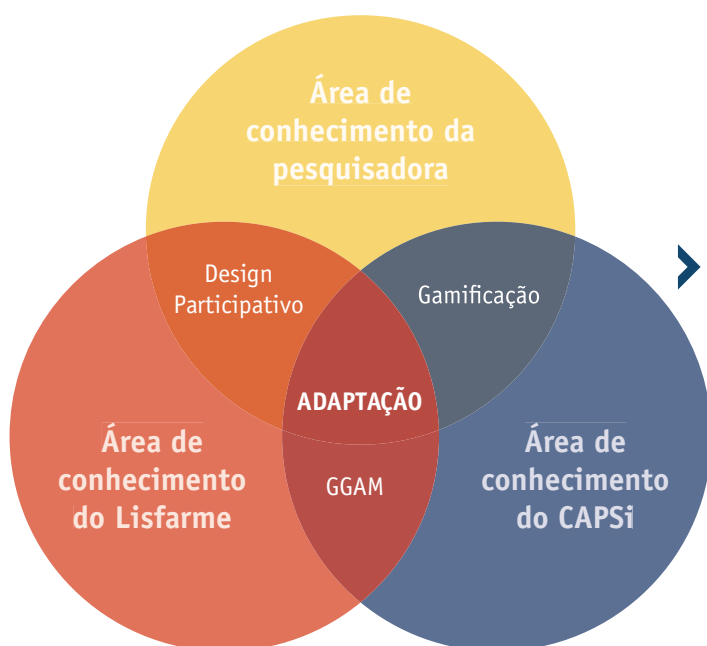 Área de
conhecimento da
pesquisadora
Design
Participativo
Gamificação
ADAPTAÇÃO
Área de
conhecimento
do Lisfarme
GGAM
Área de
conhecimento
do CAPSi